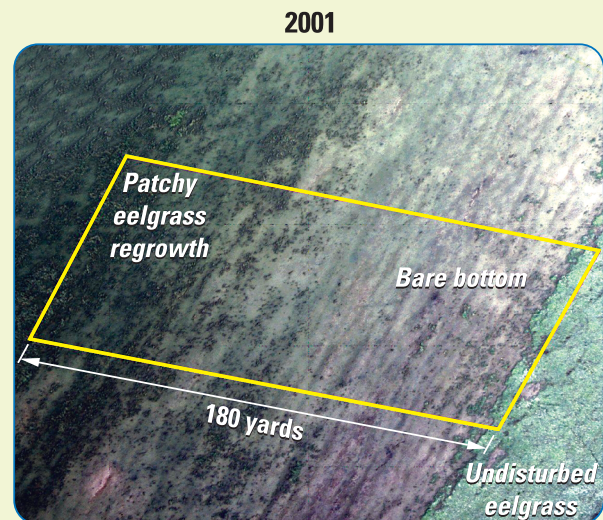 2001
Patchy
eelgrass
regrowth
Bare bottom
180 yards
Undisturbed
eelgrass